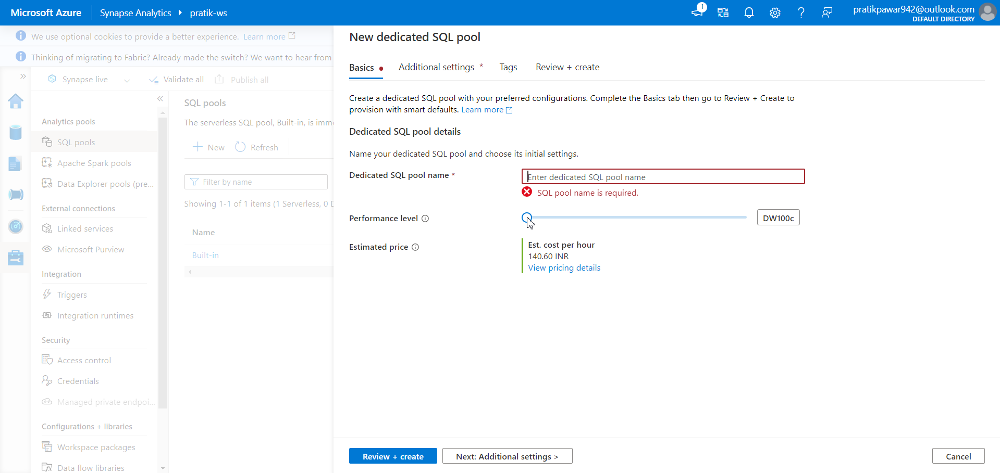 Microsoft Azure
Synapse Analytics
pratik-ws
1
pratikpawar942@outlook.com
DEFAULT DIRECTORY
We use optional cookies to provide a better experience. Learn more
Thinking of migrating to Fabric? Already made the switch? We want to hear from
Synapse live
Validate all
Publish all
Analytics pools
SQL pools
Apache Spark pools
Data Explorer pools (pre...
External connections
Linked services
Microsoft Purview
Integration
Triggers
Integration runtimes
Security
Access control
Credentials
Managed private endpoi...
Configurations + libraries
Workspace packages
Data flow libraries
SQL pools
The serverless SQL pool, Built-in, is imme
New
Refresh
Filter by name
Showing 1-1 of 1 items (1 Serverless, 0 D
Name
Built-in
New dedicated SQL pool
Basics
Additional settings *
Tags
Review + create
Create a dedicated SQL pool with your preferred configurations. Complete the Basics tab then go to Review + Create to
provision with smart defaults. Learn more
Dedicated SQL pool details
Name your dedicated SQL pool and choose its initial settings.
Dedicated SQL pool name *
Enter dedicated SQL pool name
SQL pool name is required.
Performance level
DW100c
Estimated price
Est. cost per hour
140.60 INR
View pricing details
Review + create
Next: Additional settings >
Cancel